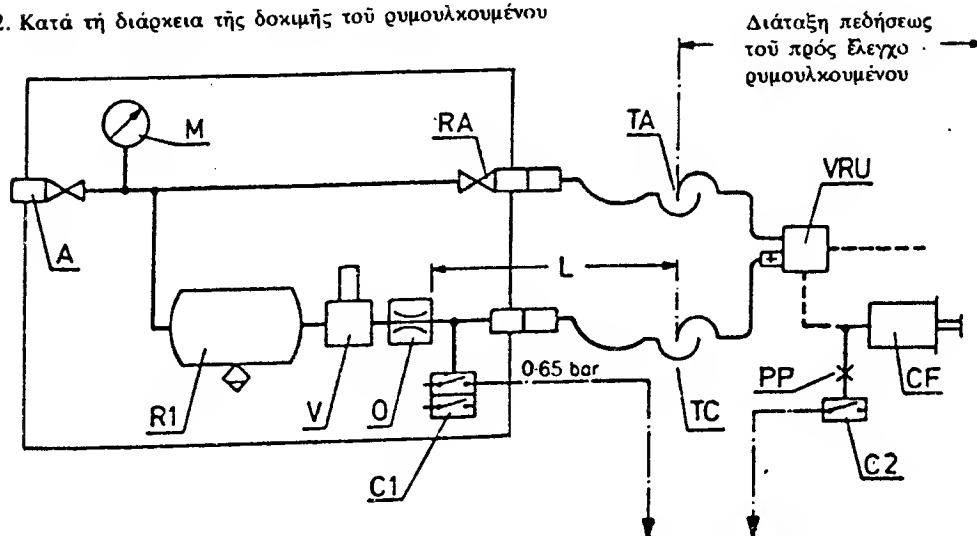 2. Κατά τή διάρκεια τῆς δοκιμῆς τοῦ ρυμουλκουμένου
Διάταξη πεδήσεως
τοῦ πρός ἔλεγχο
ρυμουλκουμένου
M
RA
TA
VRU
A
L
0·65 bar
PP
CF
R1
V
O
TC
C1
C2